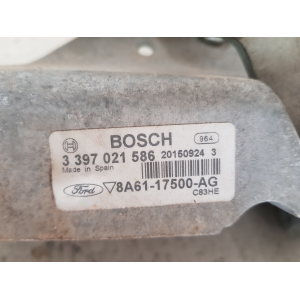 BOSCH 964
3 397 021 586 20150924 3
Made in Spain
Ford 8A61-17500-AG
C83HE